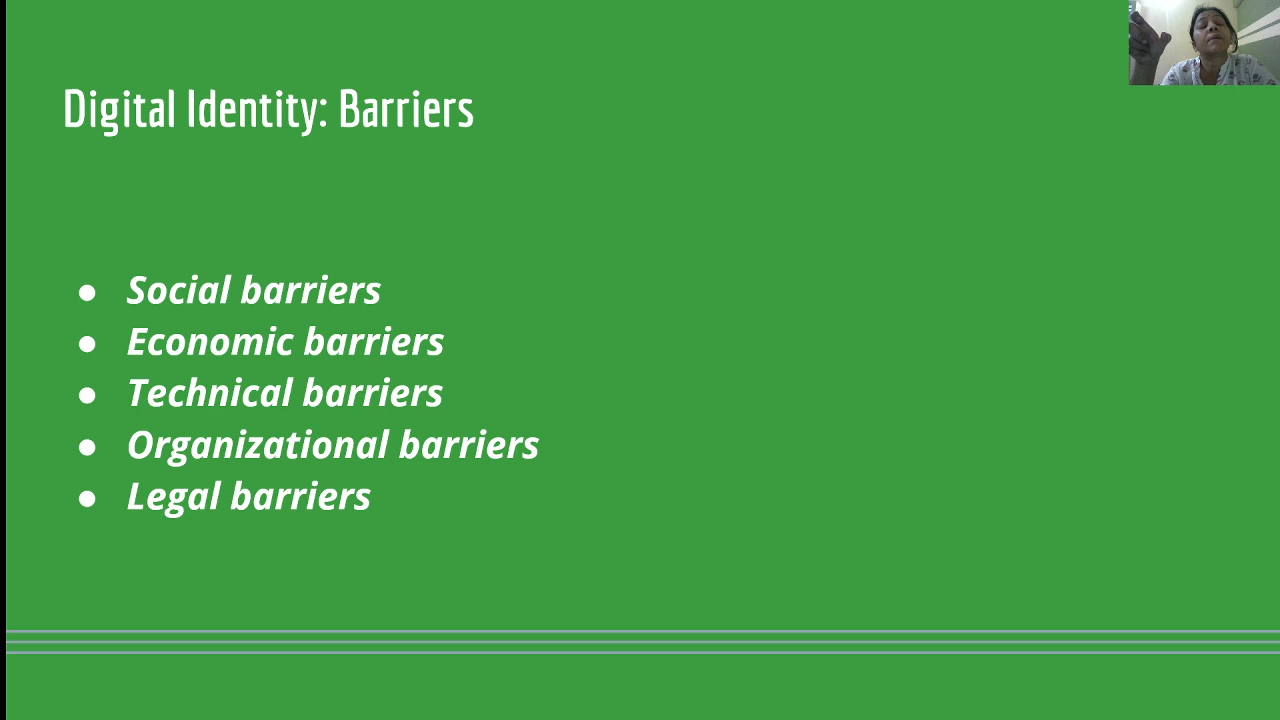 Digital Identity: Barriers
● Social barriers
● Economic barriers
● Technical barriers
● Organizational barriers
● Legal barriers